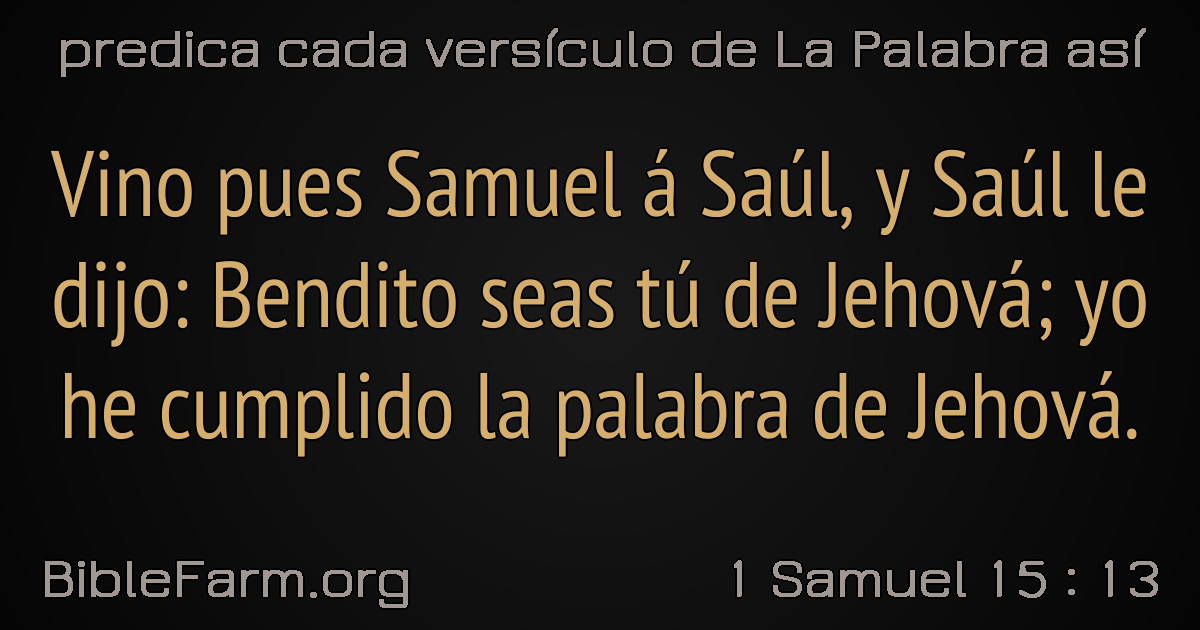 predica cada versículo de La Palabra así
Vino pues Samuel á Saúl, y Saúl le
dijo: Bendito seas tú de Jehová; yo
he cumplido la palabra de Jehová.
BibleFarm.org
1 Samuel 15 : 13